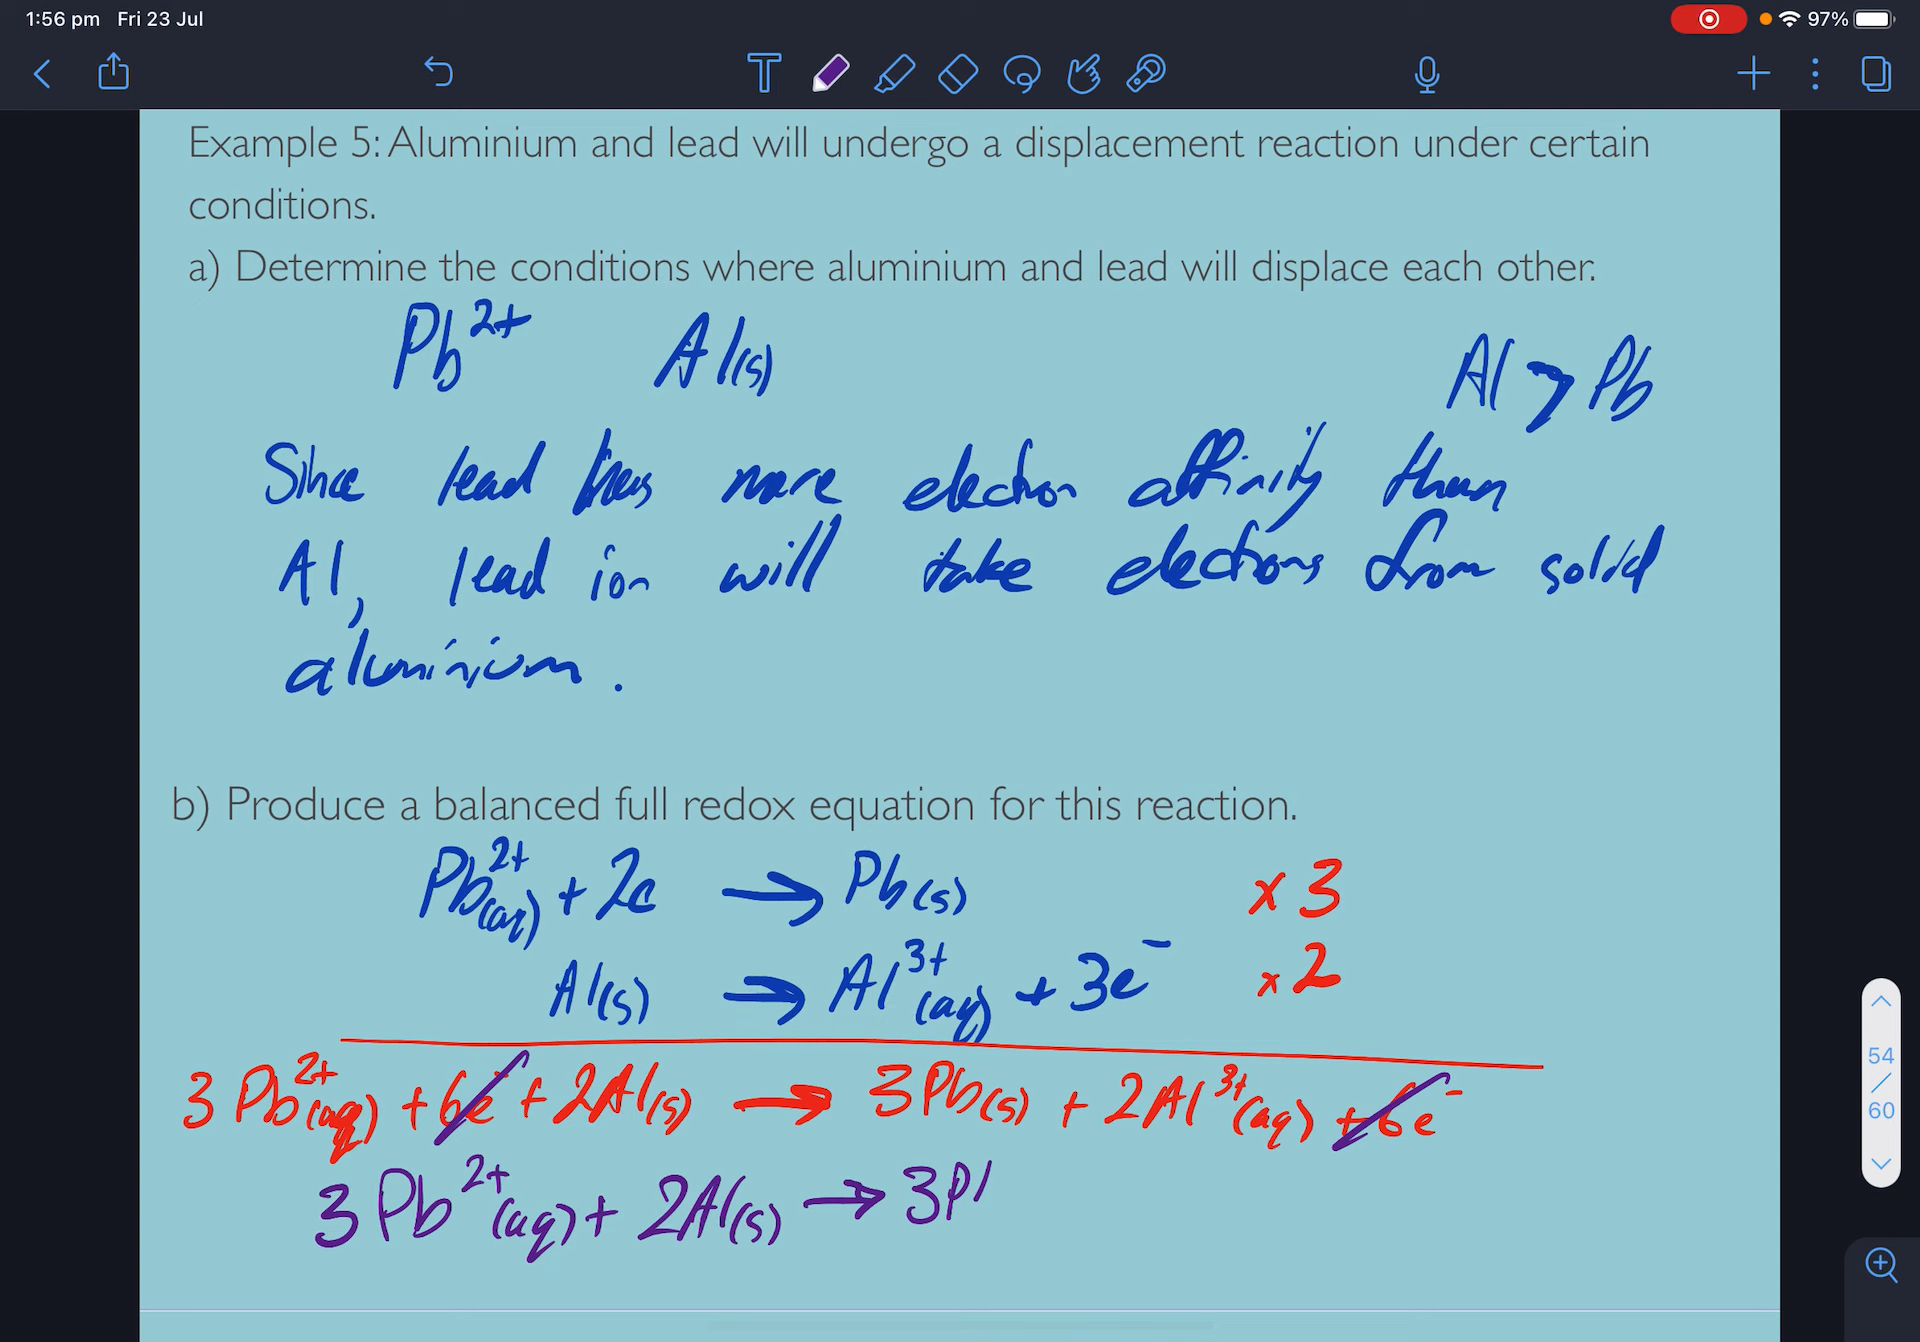 1:56 pm Fri 23 Jul 97%
Example 5: Aluminium and lead will undergo a displacement reaction under certain
conditions.
a) Determine the conditions where aluminium and lead will displace each other.
Pb²⁺ Al(s) Al > Pb
Since lead has more electron affinity than
Al, lead ion will take electrons from solid
aluminium.
b) Produce a balanced full redox equation for this reaction.
Pb²⁺(aq) + 2e → Pb(s) × 3
Al(s) → Al³⁺(aq) + 3e⁻ × 2
3Pb²⁺(aq) + 6e⁻ + 2Al(s) → 3Pb(s) + 2Al³⁺(aq) + 6e⁻
3Pb²⁺(aq) + 2Al(s) → 3Pl
54
/
60